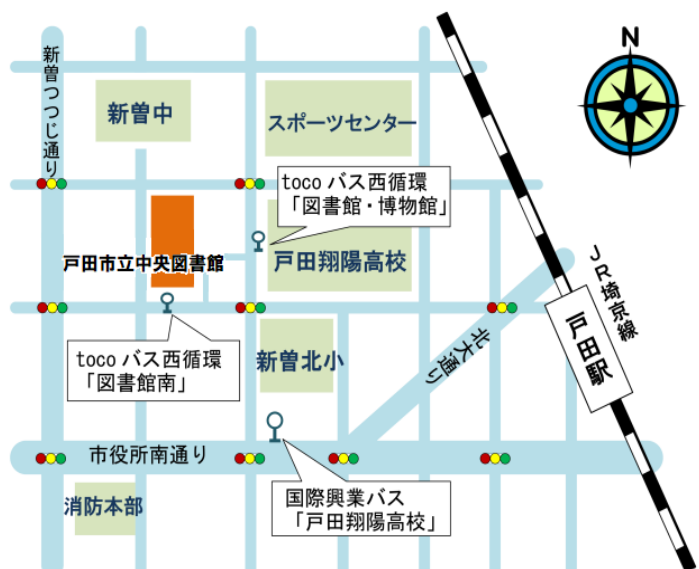 N
新曽つつじ通り
新曽中
スポーツセンター
tocoバス西循環
「図書館・博物館」
戸田市立中央図書館
戸田翔陽高校
JR埼京線
戸田駅
北大通り
tocoバス西循環
「図書館南」
新曽北小
市役所南通り
消防本部
国際興業バス
「戸田翔陽高校」